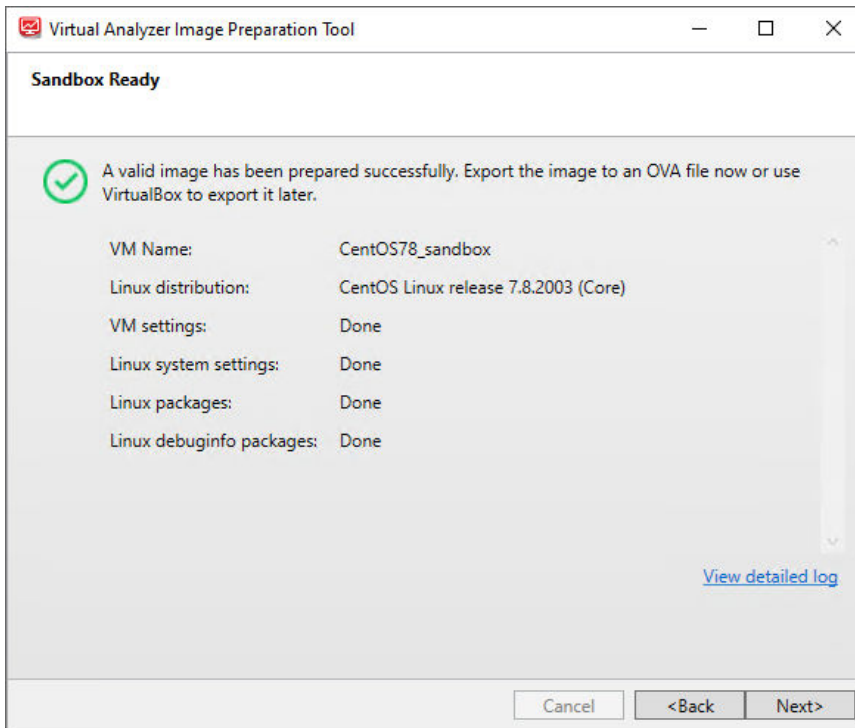 Virtual Analyzer Image Preparation Tool
Sandbox Ready
A valid image has been prepared successfully. Export the image to an OVA file now or use
VirtualBox to export it later.
VM Name: CentOS78_sandbox
Linux distribution: CentOS Linux release 7.8.2003 (Core)
VM settings: Done
Linux system settings: Done
Linux packages: Done
Linux debuginfo packages: Done
View detailed log
Cancel <Back Next>